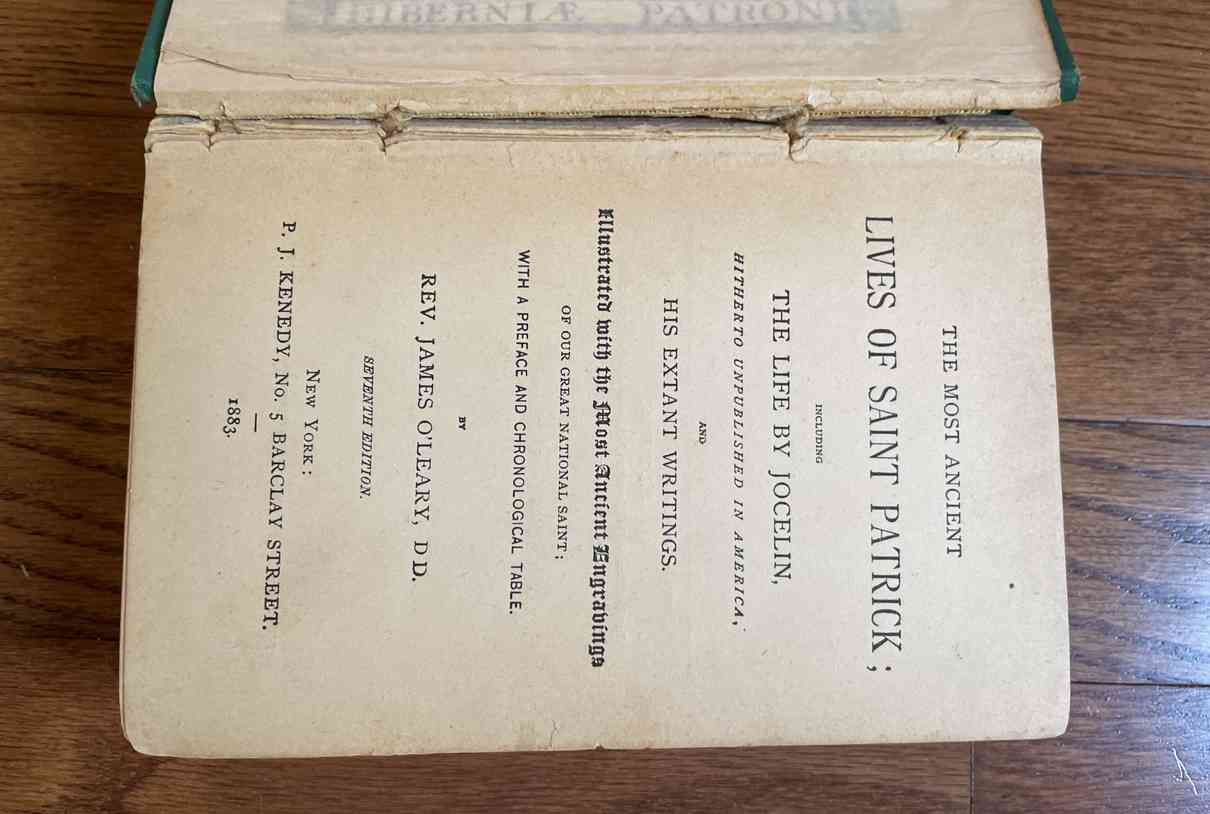 HIBERNIÆ PATRONI
THE MOST ANCIENT
LIVES OF SAINT PATRICK;
INCLUDING
THE LIFE BY JOCELIN,
HITHERTO UNPUBLISHED IN AMERICA,
AND
HIS EXTANT WRITINGS.
Illustrated with the Most Ancient Engravings
OF OUR GREAT NATIONAL SAINT;
WITH A PREFACE AND CHRONOLOGICAL TABLE.
BY
REV. JAMES O'LEARY, D D.
SEVENTH EDITION.
NEW YORK:
P. J. KENEDY, No. 5 BARCLAY STREET.
1883.